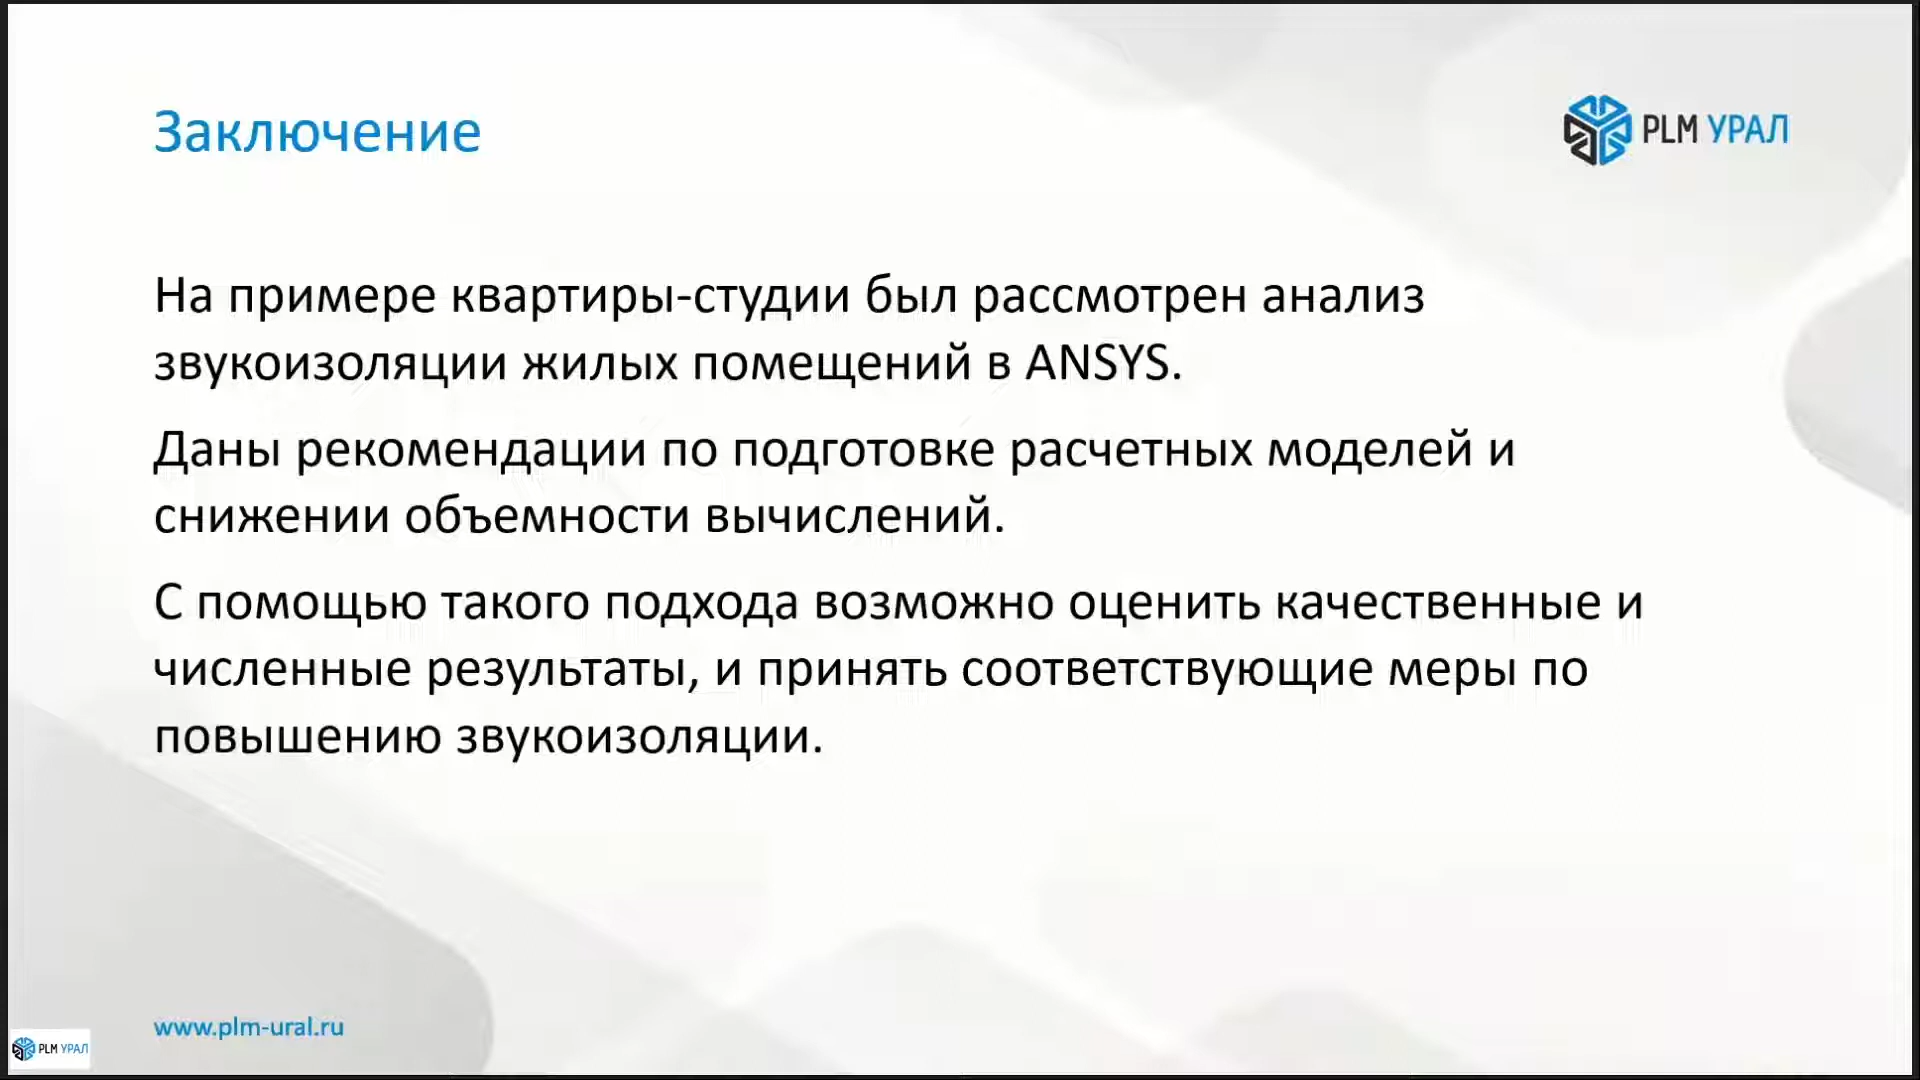 Заключение
PLM УРАЛ
На примере квартиры-студии был рассмотрен анализ
звукоизоляции жилых помещений в ANSYS.
Даны рекомендации по подготовке расчетных моделей и
снижении объемности вычислений.
С помощью такого подхода возможно оценить качественные и
численные результаты, и принять соответствующие меры по
повышению звукоизоляции.
www.plm-ural.ru
PLM УРАЛ